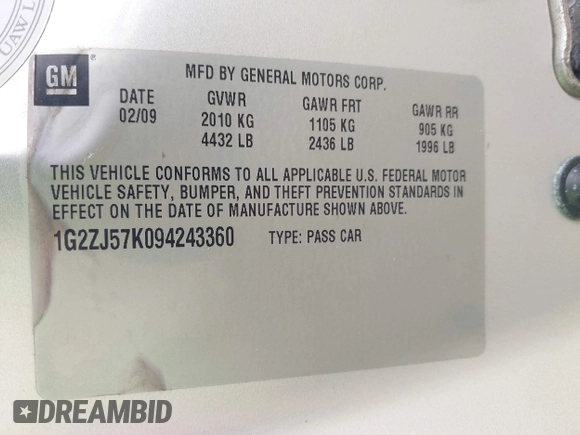 UAW
GM ®
MFD BY GENERAL MOTORS CORP.
DATE GVWR GAWR FRT GAWR RR
02/09 2010 KG 1105 KG 905 KG
4432 LB 2436 LB 1996 LB
THIS VEHICLE CONFORMS TO ALL APPLICABLE U.S. FEDERAL MOTOR
VEHICLE SAFETY, BUMPER, AND THEFT PREVENTION STANDARDS IN
EFFECT ON THE DATE OF MANUFACTURE SHOWN ABOVE.
1G2ZJ57K094243360 TYPE: PASS CAR
DREAMBID